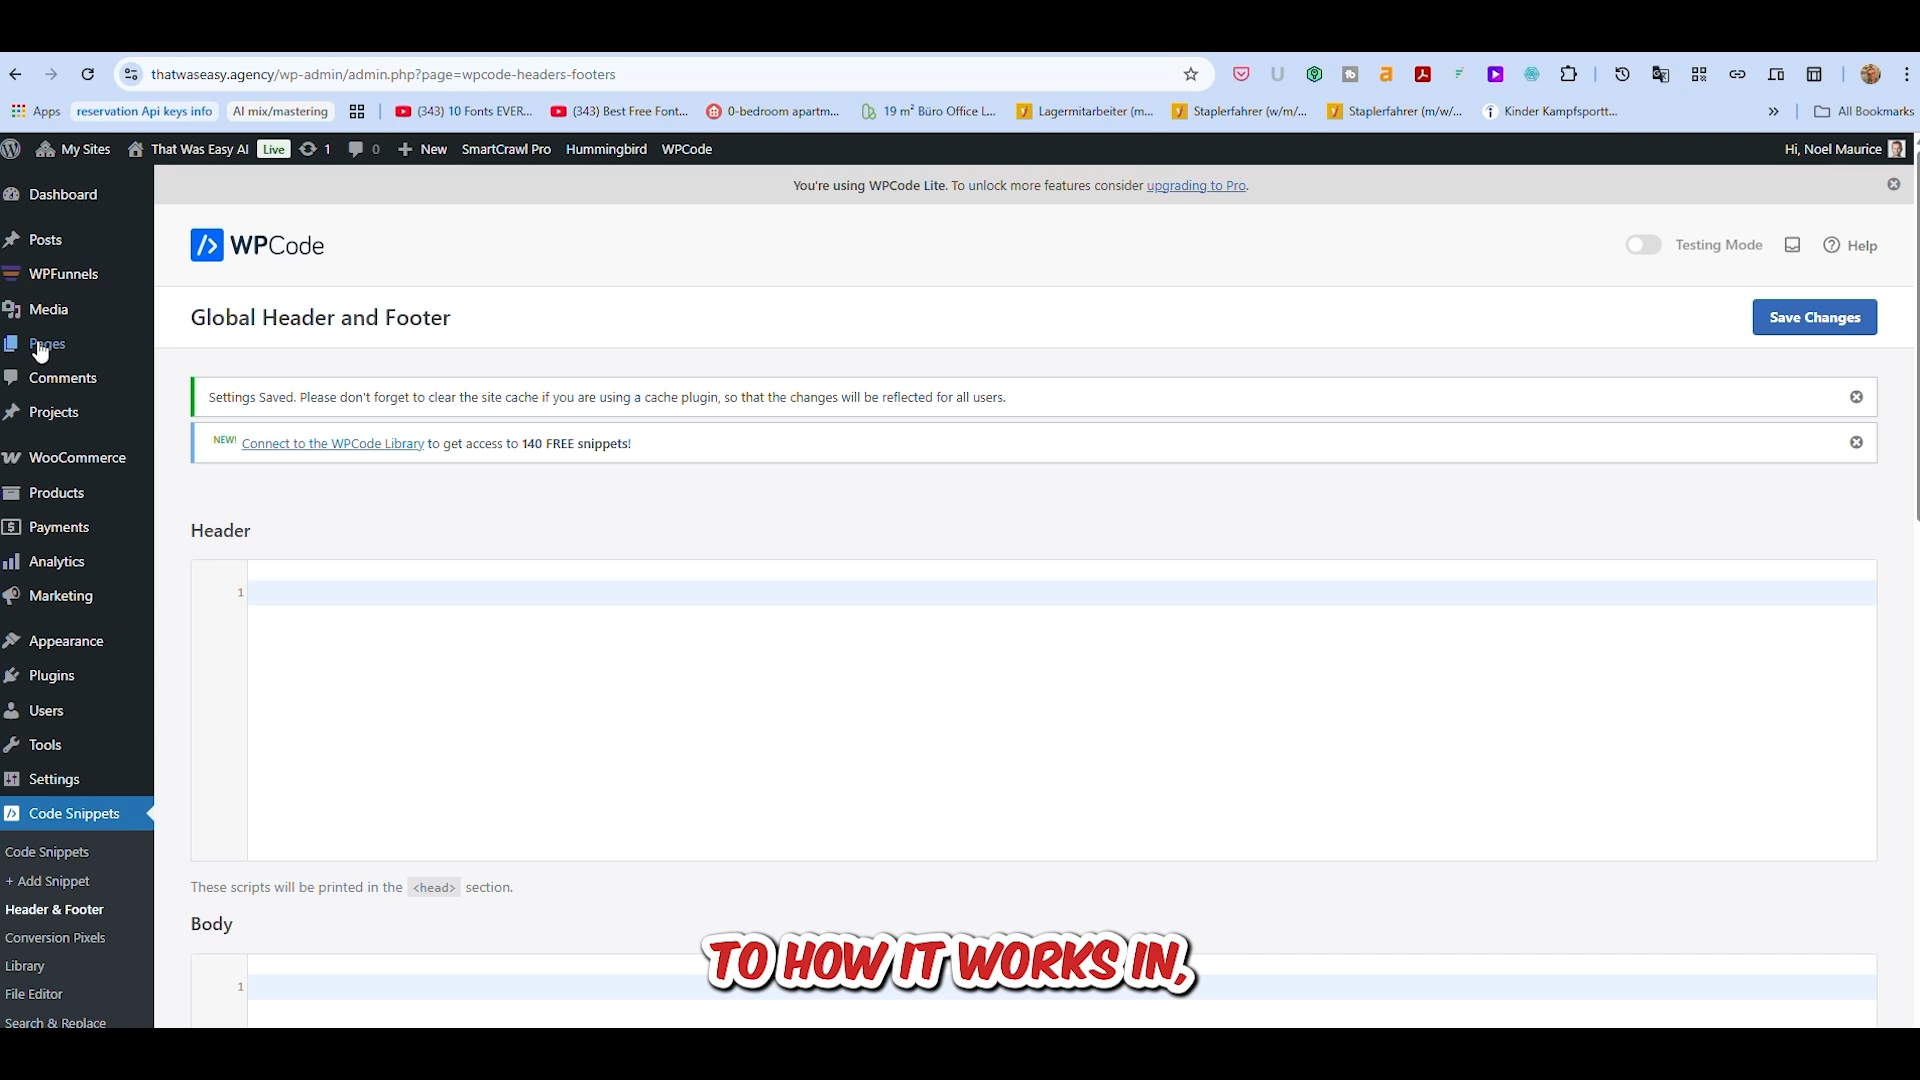 thatwaseasy.agency/wp-admin/admin.php?page=wpcode-headers-footers
Apps reservation Api keys info AI mix/mastering (343) 10 Fonts EVER... (343) Best Free Font... 0-bedroom apartm... 19 m² Büro Office L... Lagermitarbeiter (m... Staplerfahrer (w/m/... Staplerfahrer (m/w/... Kinder Kampfsportt... » All Bookmarks
My Sites That Was Easy AI Live 1 0 New SmartCrawl Pro Hummingbird WPCode Hi, Noel Maurice
You're using WPCode Lite. To unlock more features consider upgrading to Pro.
WPCode
Testing Mode Help
Global Header and Footer
Save Changes
Settings Saved. Please don't forget to clear the site cache if you are using a cache plugin, so that the changes will be reflected for all users.
NEW! Connect to the WPCode Library to get access to 140 FREE snippets!
Header
1
These scripts will be printed in the <head> section.
Body
1
Dashboard
Posts
WPFunnels
Media
Pages
Comments
Projects
WooCommerce
Products
Payments
Analytics
Marketing
Appearance
Plugins
Users
Tools
Settings
Code Snippets
Code Snippets
+ Add Snippet
Header & Footer
Conversion Pixels
Library
File Editor
Search & Replace
TO HOW IT WORKS IN,